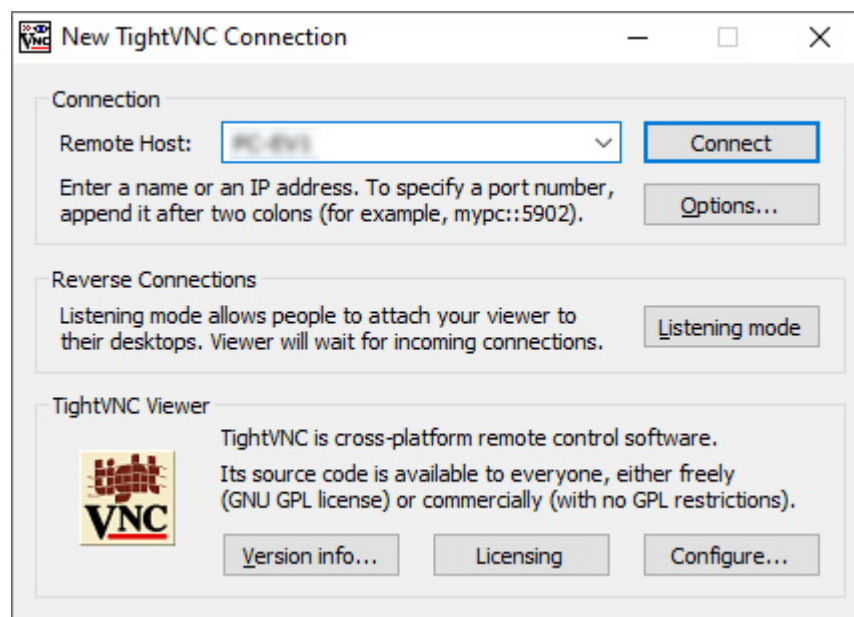 New TightVNC Connection
Connection
Remote Host:
Connect
Enter a name or an IP address. To specify a port number,
append it after two colons (for example, mypc::5902).
Options...
Reverse Connections
Listening mode allows people to attach your viewer to
their desktops. Viewer will wait for incoming connections.
Listening mode
TightVNC Viewer
TightVNC is cross-platform remote control software.
Its source code is available to everyone, either freely
(GNU GPL license) or commercially (with no GPL restrictions).
tight
VNC
Version info...
Licensing
Configure...